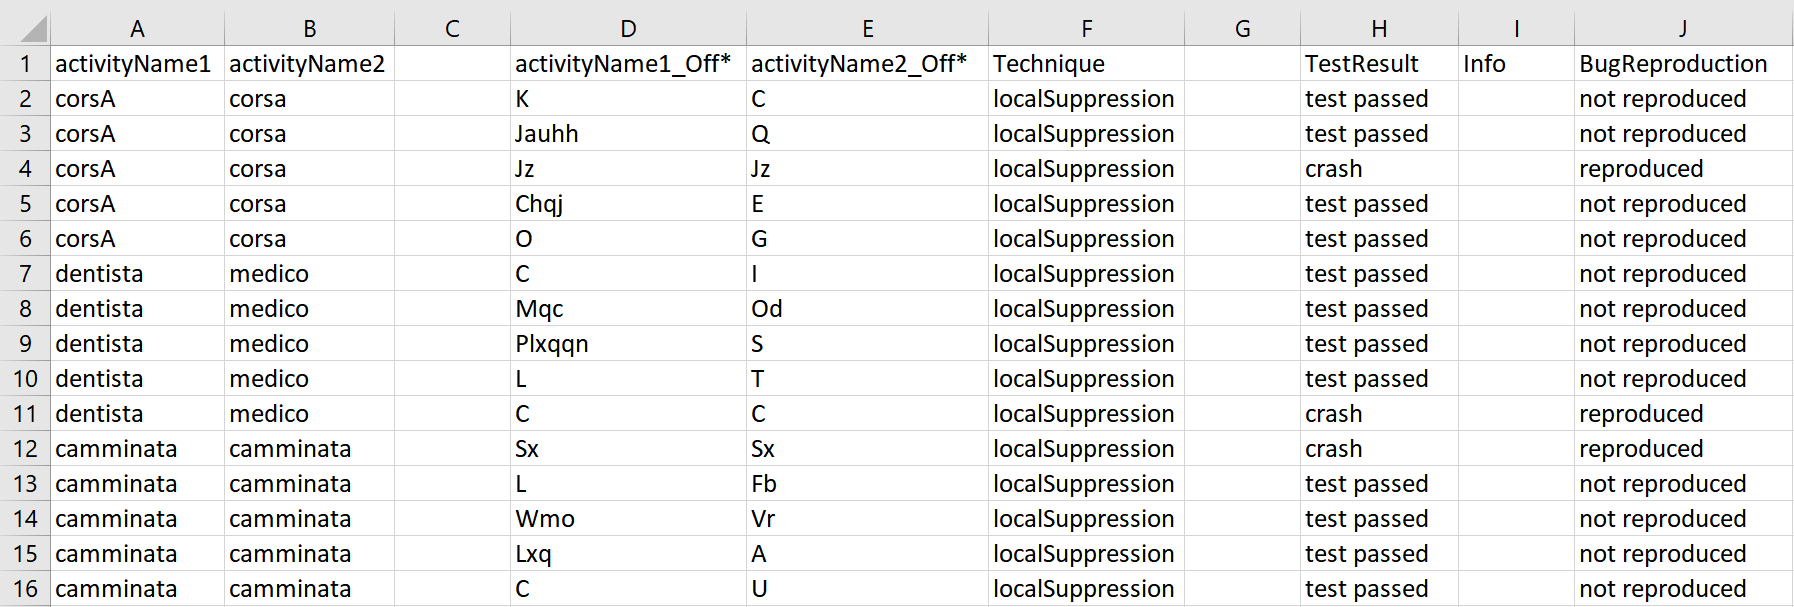 A B C D E F G H I J
1 activityName1 activityName2 activityName1_Off* activityName2_Off* Technique TestResult Info BugReproduction
2 corsA corsa K C localSuppression test passed not reproduced
3 corsA corsa Jauhh Q localSuppression test passed not reproduced
4 corsA corsa Jz Jz localSuppression crash reproduced
5 corsA corsa Chqj E localSuppression test passed not reproduced
6 corsA corsa O G localSuppression test passed not reproduced
7 dentista medico C I localSuppression test passed not reproduced
8 dentista medico Mqc Od localSuppression test passed not reproduced
9 dentista medico Plxqqn S localSuppression test passed not reproduced
10 dentista medico L T localSuppression test passed not reproduced
11 dentista medico C C localSuppression crash reproduced
12 camminata camminata Sx Sx localSuppression crash reproduced
13 camminata camminata L Fb localSuppression test passed not reproduced
14 camminata camminata Wmo Vr localSuppression test passed not reproduced
15 camminata camminata Lxq A localSuppression test passed not reproduced
16 camminata camminata C U localSuppression test passed not reproduced